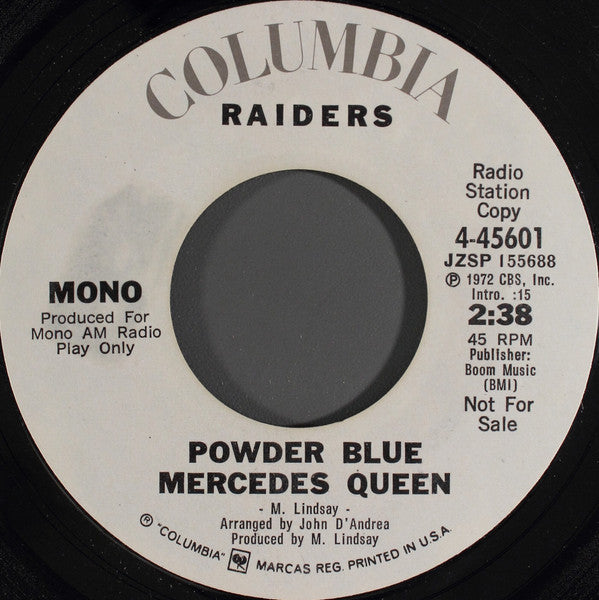 COLUMBIA
RAIDERS
Radio
Station
Copy
4-45601
JZSP 155688
Ⓟ 1972 CBS, Inc.
Intro. :15
2:38
45 RPM
Publisher:
Boom Music
(BMI)
Not For
Sale
MONO
Produced For
Mono AM Radio
Play Only
POWDER BLUE
MERCEDES QUEEN
- M. Lindsay -
Arranged by John D'Andrea
Produced by M. Lindsay
® "COLUMBIA" MARCAS REG. PRINTED IN U.S.A.